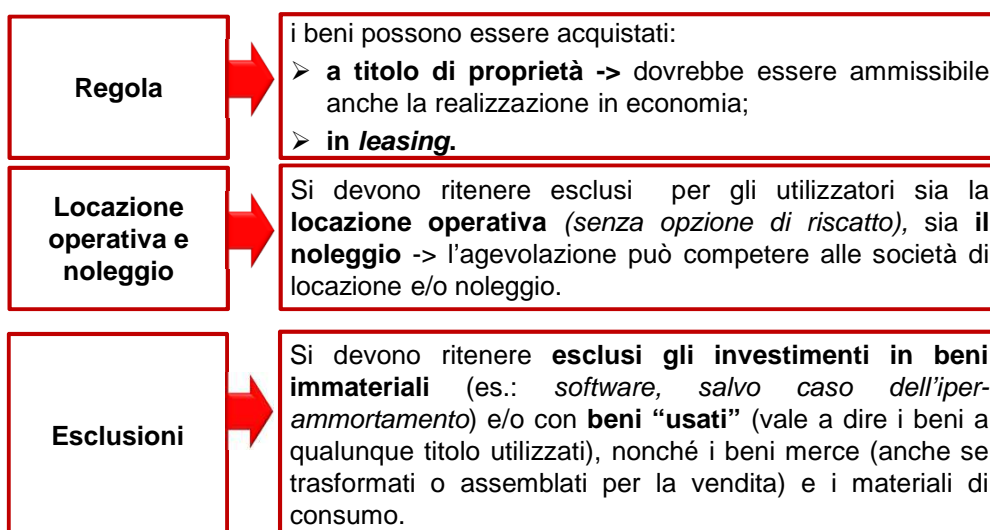 Regola
i beni possono essere acquistati:
➢ a titolo di proprietà -> dovrebbe essere ammissibile
anche la realizzazione in economia;
➢ in leasing.
Locazione
operativa e
noleggio
Si devono ritenere esclusi per gli utilizzatori sia la
locazione operativa (senza opzione di riscatto), sia il
noleggio -> l'agevolazione può competere alle società di
locazione e/o noleggio.
Esclusioni
Si devono ritenere esclusi gli investimenti in beni
immateriali (es.: software, salvo caso dell'iper-
ammortamento) e/o con beni “usati” (vale a dire i beni a
qualunque titolo utilizzati), nonché i beni merce (anche se
trasformati o assemblati per la vendita) e i materiali di
consumo.